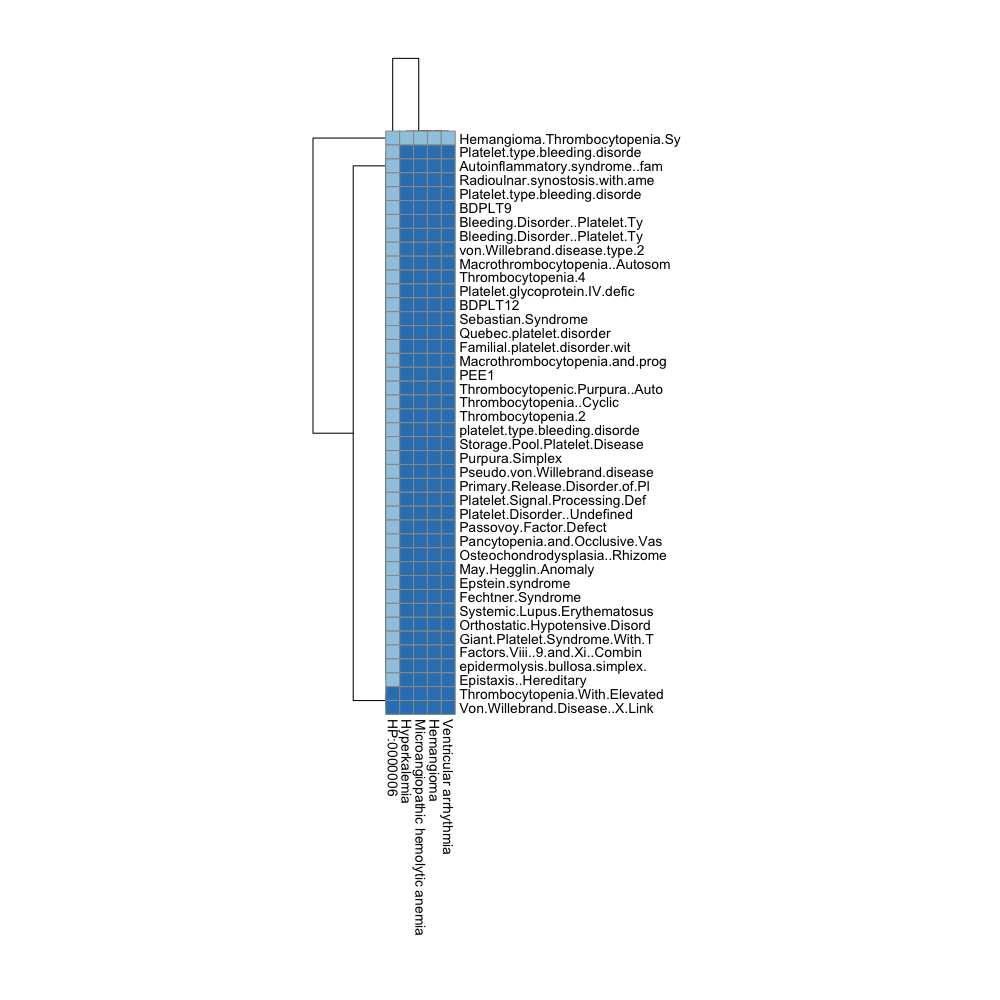 Hemangioma.Thrombocytopenia.Sy
Platelet.type.bleeding.disorde
Autoinflammatory.syndrome..fam
Radioulnar.synostosis.with.ame
Platelet.type.bleeding.disorde
BDPLT9
Bleeding.Disorder..Platelet.Ty
Bleeding.Disorder..Platelet.Ty
von.Willebrand.disease.type.2
Macrothrombocytopenia..Autosom
Thrombocytopenia.4
Platelet.glycoprotein.IV.defic
BDPLT12
Sebastian.Syndrome
Quebec.platelet.disorder
Familial.platelet.disorder.wit
Macrothrombocytopenia.and.prog
PEE1
Thrombocytopenic.Purpura..Auto
Thrombocytopenia..Cyclic
Thrombocytopenia.2
platelet.type.bleeding.disorde
Storage.Pool.Platelet.Disease
Purpura.Simplex
Pseudo.von.Willebrand.disease
Primary.Release.Disorder.of.Pl
Platelet.Signal.Processing.Def
Platelet.Disorder..Undefined
Passovoy.Factor.Defect
Pancytopenia.and.Occlusive.Vas
Osteochondrodysplasia..Rhizome
May.Hegglin.Anomaly
Epstein.syndrome
Fechtner.Syndrome
Systemic.Lupus.Erythematosus
Orthostatic.Hypotensive.Disord
Giant.Platelet.Syndrome.With.T
Factors.Viii..9.and.Xi..Combin
epidermolysis.bullosa.simplex.
Epistaxis..Hereditary
Thrombocytopenia.With.Elevated
Von.Willebrand.Disease..X.Link
HP:0000006
Hyperkalemia
Microangiopathic hemolytic anemia
Hemangioma
Ventricular arrhythmia